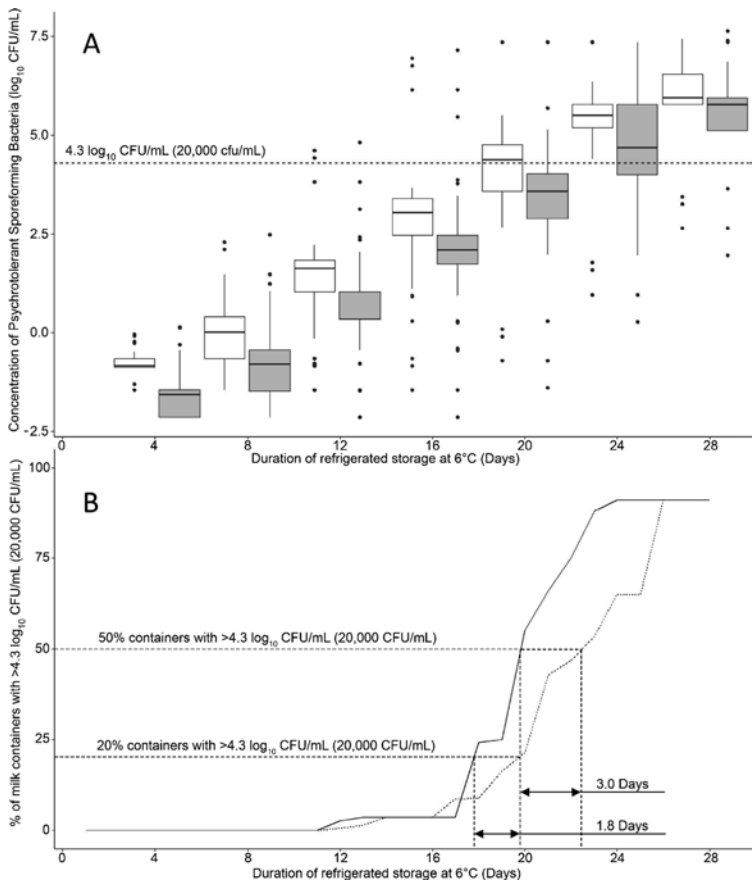 A
7.5
5.0
2.5
0.0
-2.5
Concentration of Psychrotolerant Sporeforming Bacteria (log10 CFU/mL)
4.3 log10 CFU/mL (20,000 cfu/mL)
0 4 8 12 16 20 24 28
Duration of refrigerated storage at 6°C (Days)
B
100
75
50
25
0
% of milk containers with >4.3 log10 CFU/mL (20,000 CFU/mL)
50% containers with >4.3 log10 CFU/mL (20,000 CFU/mL)
20% containers with >4.3 log10 CFU/mL (20,000 CFU/mL)
3.0 Days
1.8 Days
0 4 8 12 16 20 24 28
Duration of refrigerated storage at 6°C (Days)